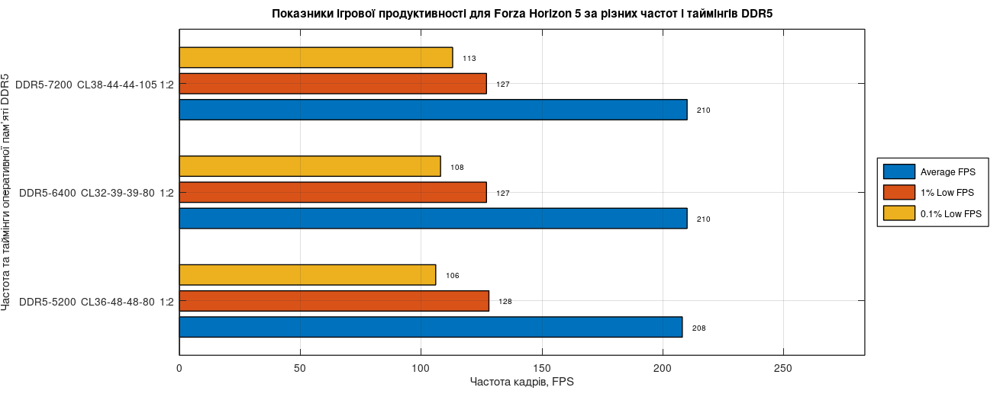 Показники ігрової продуктивності для Forza Horizon 5 за різних частот і таймінгів DDR5
Частота та таймінги оперативної пам'яті DDR5
DDR5-7200 CL38-44-44-105 1:2
113
127
210
DDR5-6400 CL32-39-39-80 1:2
108
127
210
DDR5-5200 CL36-48-48-80 1:2
106
128
208
0 50 100 150 200 250
Частота кадрів, FPS
Average FPS
1% Low FPS
0.1% Low FPS